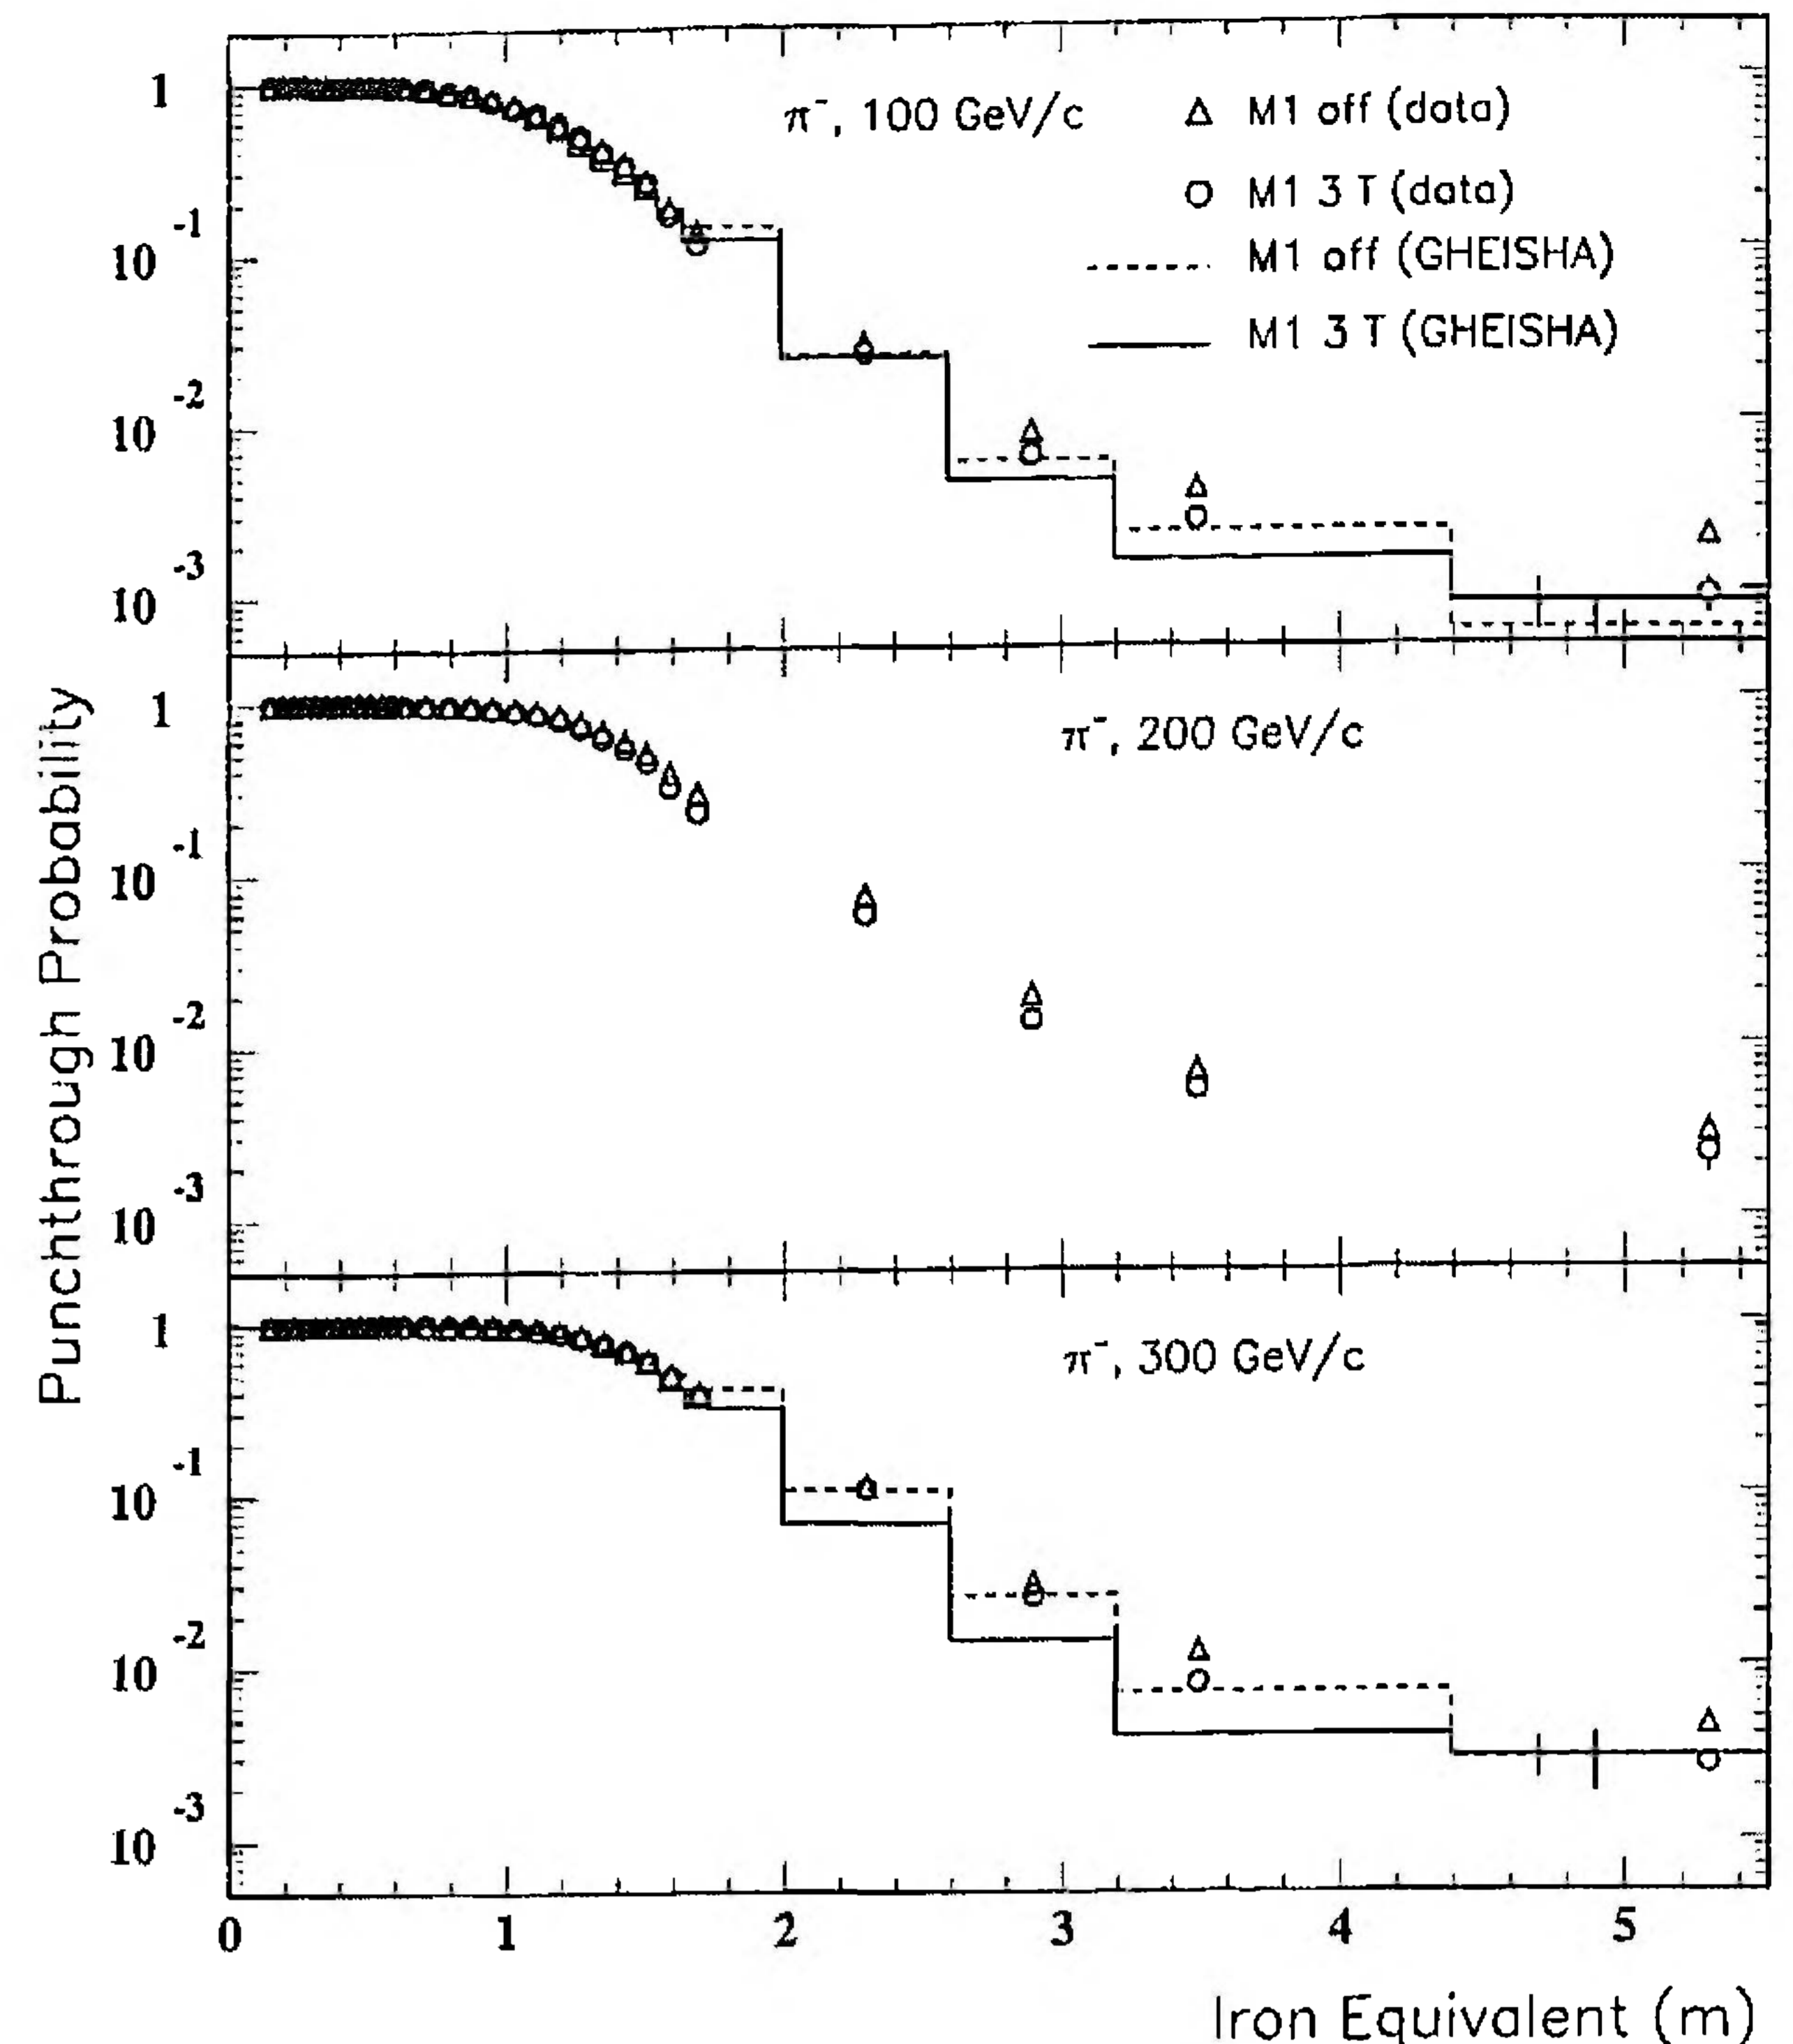 π⁻, 100 GeV/c
M1 off (data)
M1 3 T (data)
M1 off (GHEISHA)
M1 3 T (GHEISHA)
1
10 -1
10 -2
10 -3
π⁻, 200 GeV/c
1
10 -1
10 -2
10 -3
π⁻, 300 GeV/c
1
10 -1
10 -2
10 -3
Punchthrough Probability
0 1 2 3 4 5
Iron Equivalent (m)